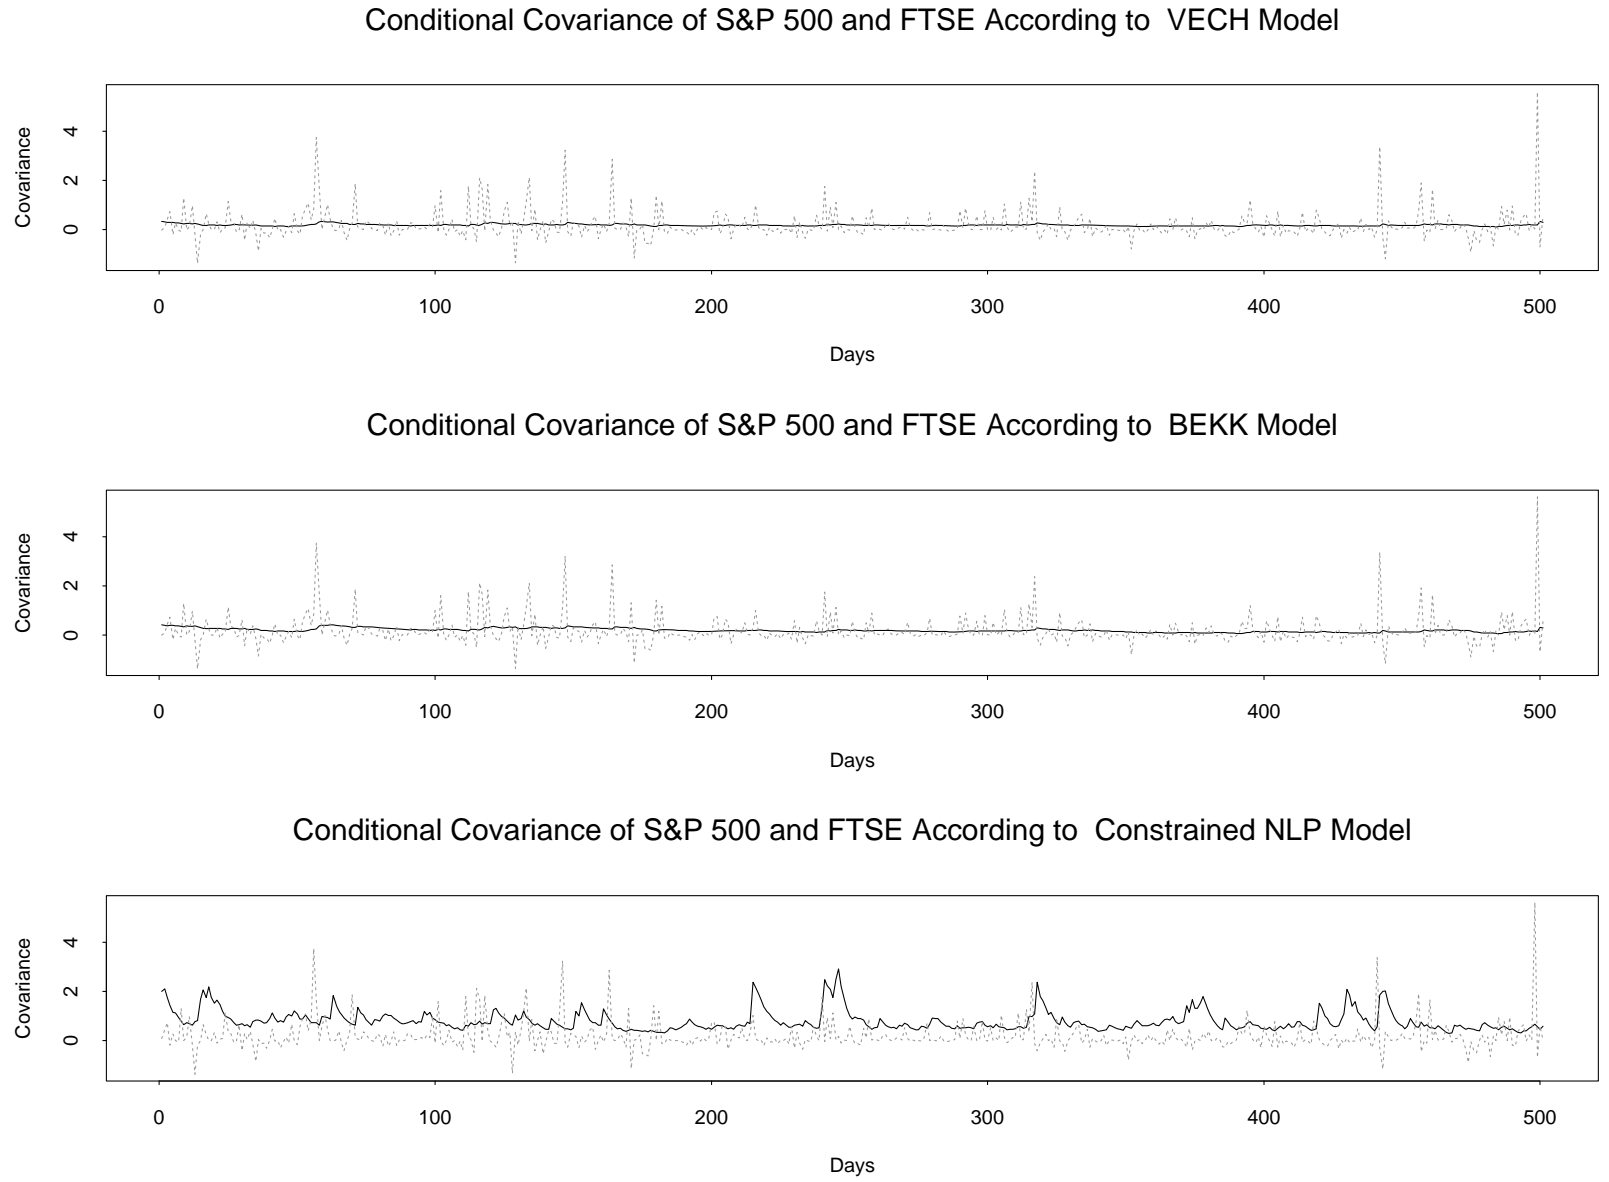 Conditional Covariance of S&P 500 and FTSE According to  VECH Model
Covariance
4
2
0
0 100 200 300 400 500
Days
Conditional Covariance of S&P 500 and FTSE According to  BEKK Model
Covariance
4
2
0
0 100 200 300 400 500
Days
Conditional Covariance of S&P 500 and FTSE According to  Constrained NLP Model
Covariance
4
2
0
0 100 200 300 400 500
Days